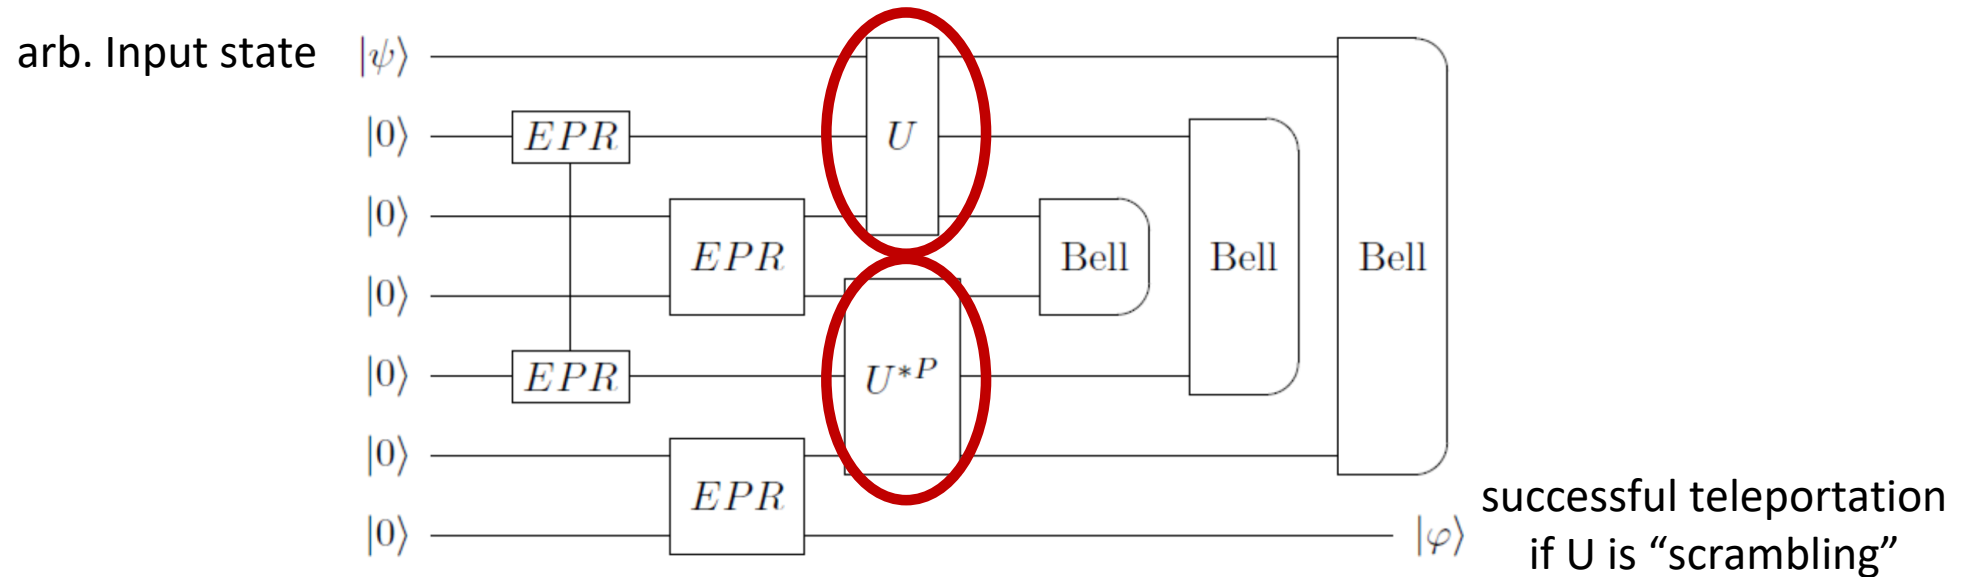 arb. Input state |ψ⟩
|0⟩ EPR U
|0⟩ EPR Bell Bell Bell
|0⟩
|0⟩ EPR U*P
|0⟩ EPR
|0⟩ |φ⟩
successful teleportation
if U is “scrambling”